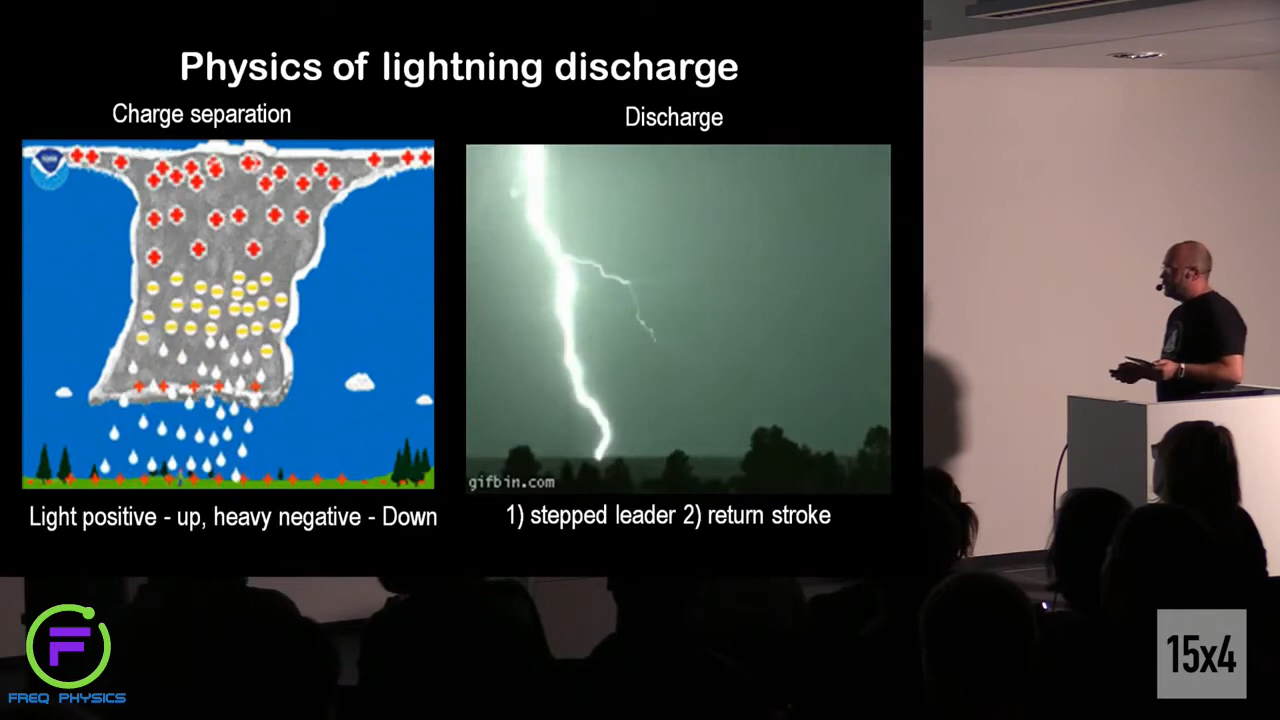 Physics of lightning discharge
Charge separation
Discharge
gifbin.com
Light positive - up, heavy negative - Down
1) stepped leader 2) return stroke
F
FREQ PHYSICS
15x4